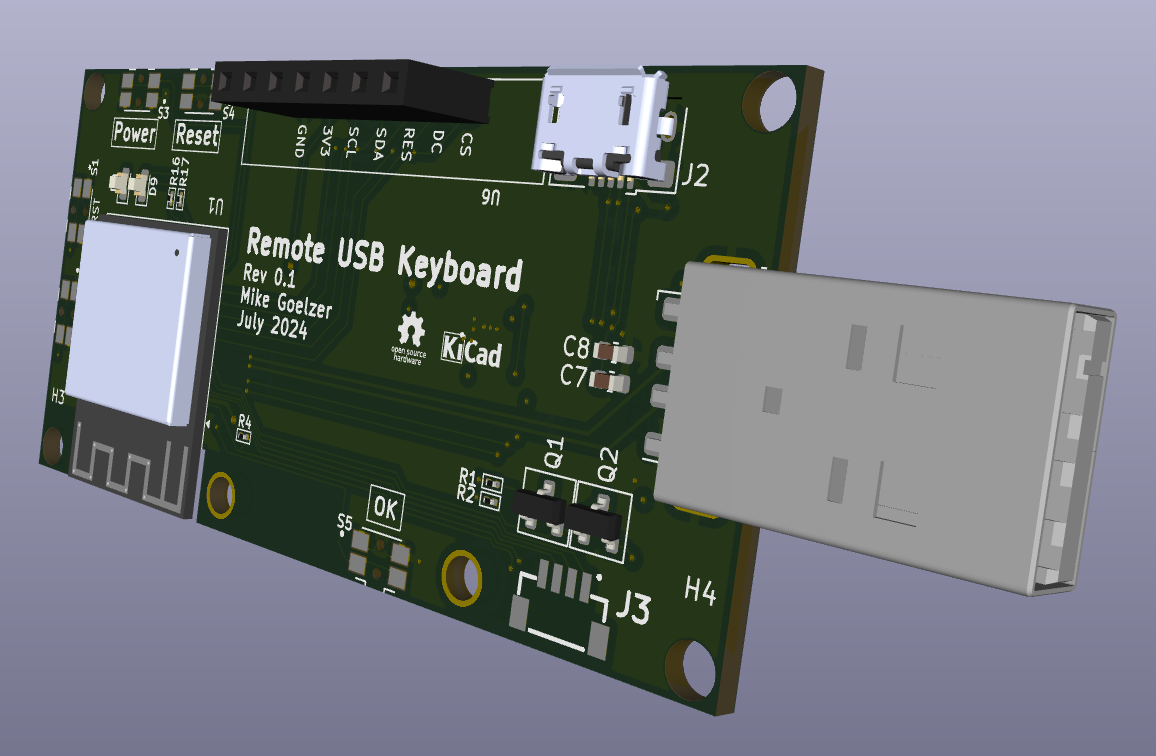 S3
S4
Power
Reset
GND
3V3
SCL
SDA
RES
DC
CS
J2
S1
D9
R16
R17
RST
U1
U6
Remote USB Keyboard
Rev 0.1
Mike Goelzer
July 2024
open source
hardware
KiCad
C8
C7
H3
R4
R1
R2
Q1
Q2
OK
S5
J3
H4